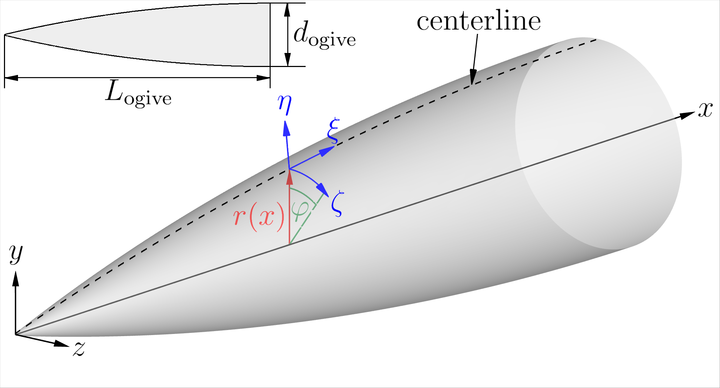 centerline
d_ogive
L_ogive
η
ξ
x
ζ
r(x)
φ
y
z